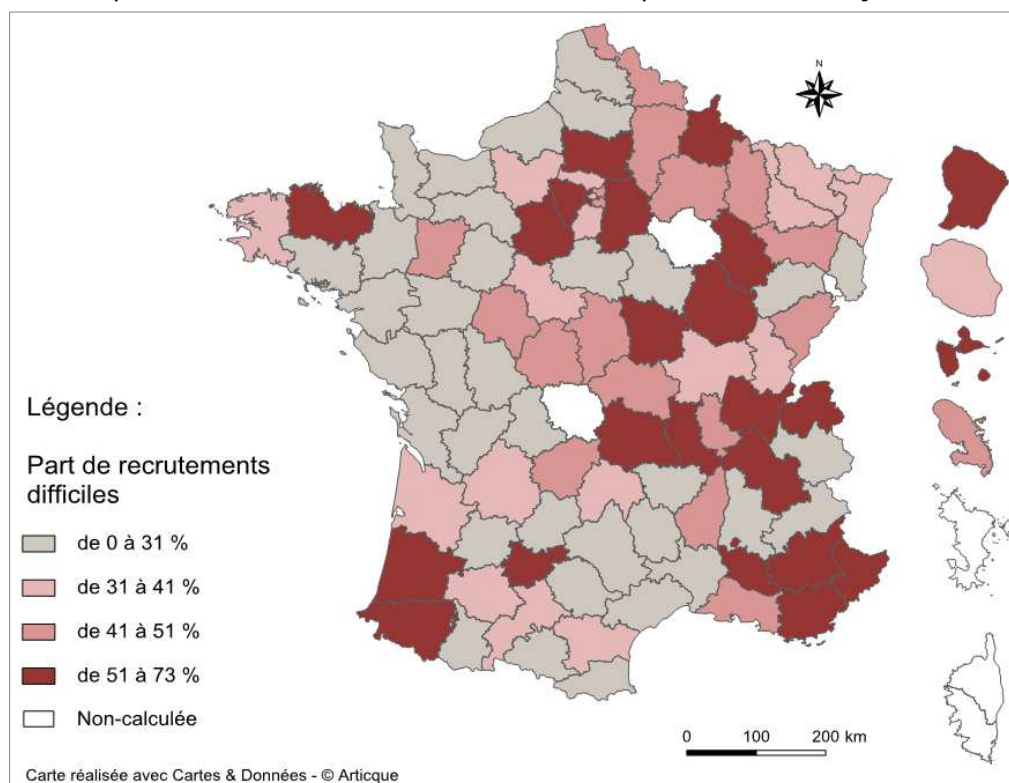 N
Légende :
Part de recrutements
difficiles
de 0 à 31 %
de 31 à 41 %
de 41 à 51 %
de 51 à 73 %
Non-calculée
0 100 200 km
Carte réalisée avec Cartes & Données - © Articque